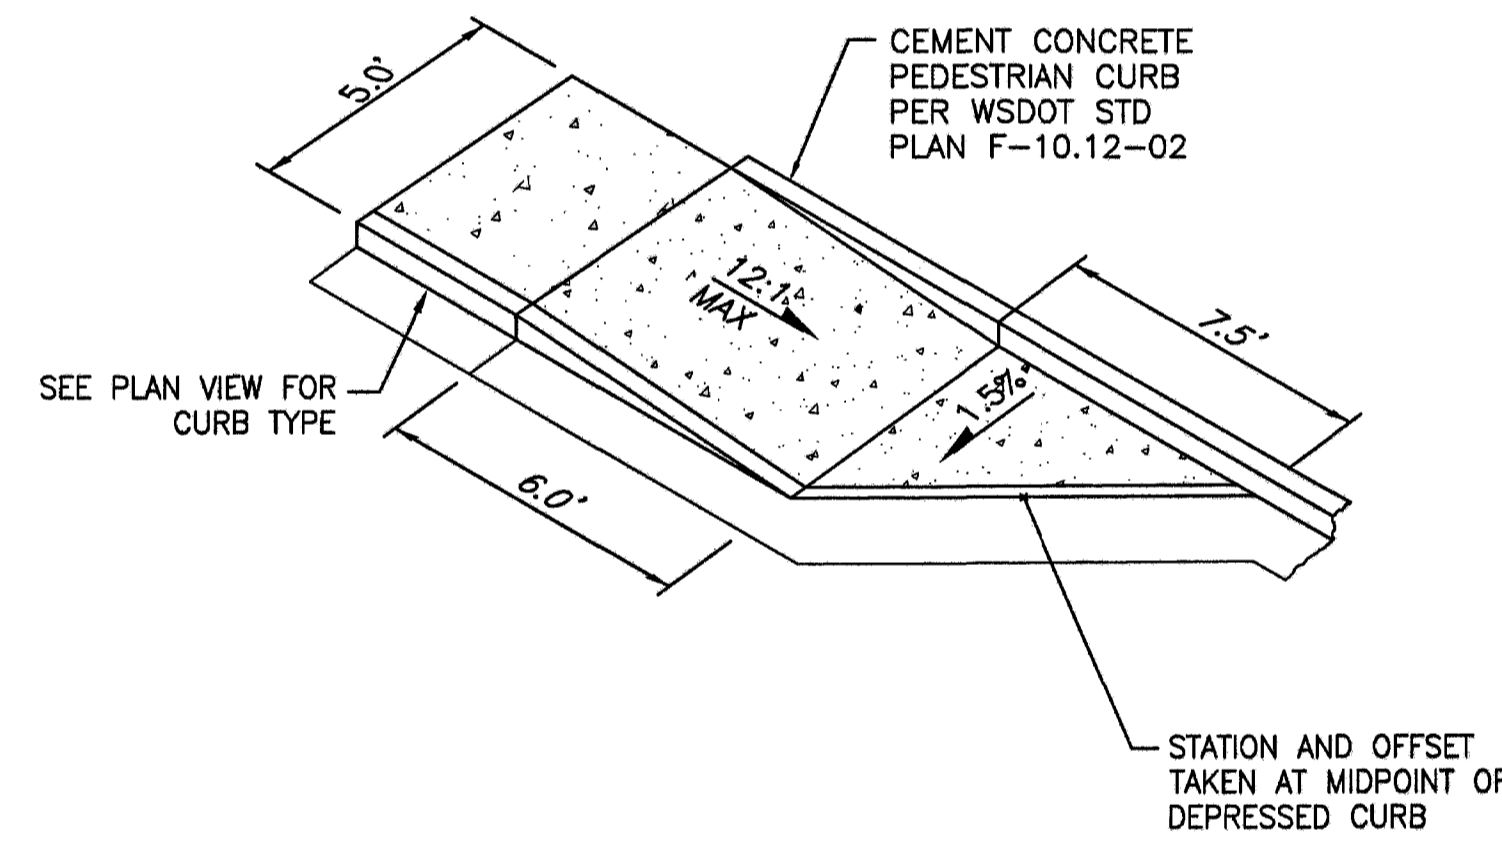 5.0'
CEMENT CONCRETE
PEDESTRIAN CURB
PER WSDOT STD
PLAN F-10.12-02
12:1
MAX
7.5'
1.5%
SEE PLAN VIEW FOR
CURB TYPE
6.0'
STATION AND OFFSET
TAKEN AT MIDPOINT OF
DEPRESSED CURB